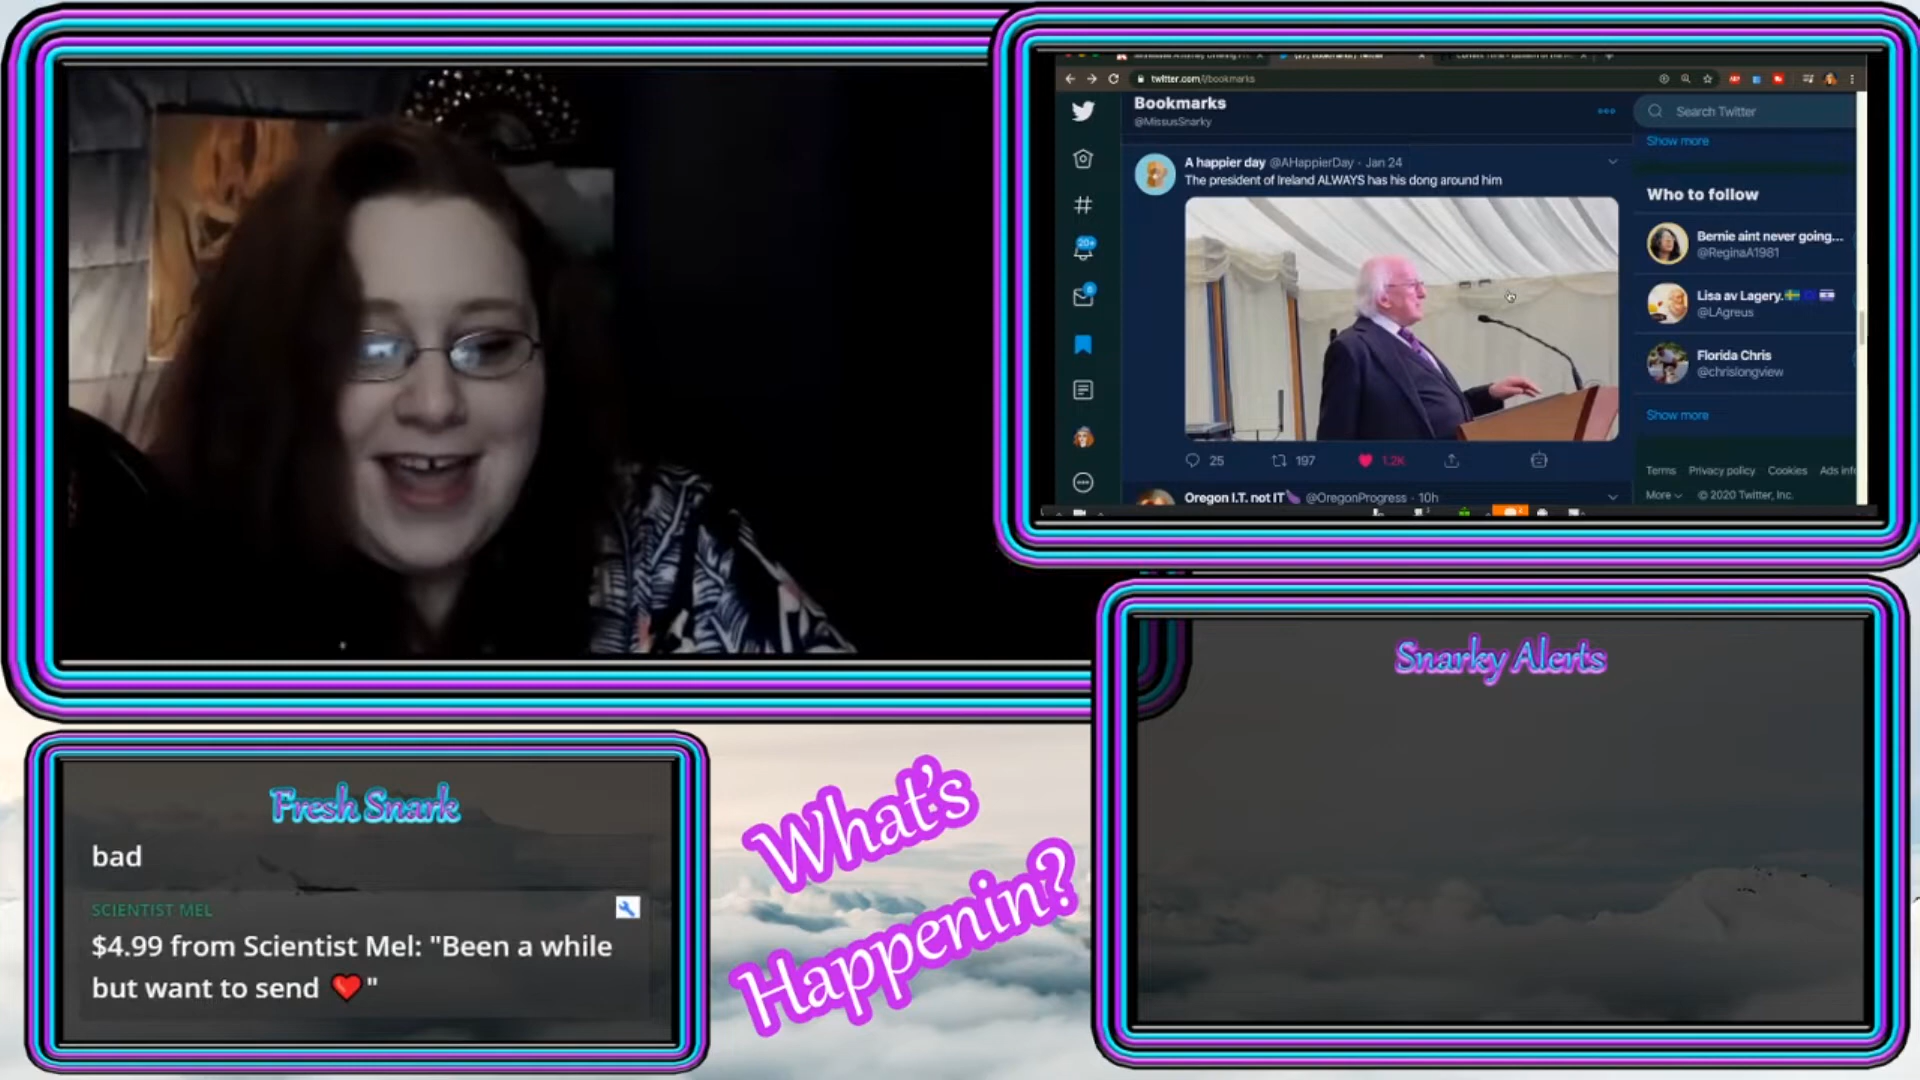 twitter.com/i/bookmarks
Bookmarks
@MissusSnarky
Search Twitter
Show more
A happier day @AHappierDay · Jan 24
The president of Ireland ALWAYS has his dong around him
Who to follow
Bernie aint never going...
@ReginaA1981
Lisa av Lagery.
@LAgreus
Florida Chris
@chrislongview
Show more
20+
6
25
197
1.2K
Terms Privacy policy Cookies Ads info
More © 2020 Twitter, Inc.
Oregon I.T. not IT @OregonProgress · 10h
Snarky Alerts
Fresh Snark
bad
SCIENTIST MEL
$4.99 from Scientist Mel: "Been a while
but want to send ❤️"
What's
Happenin?